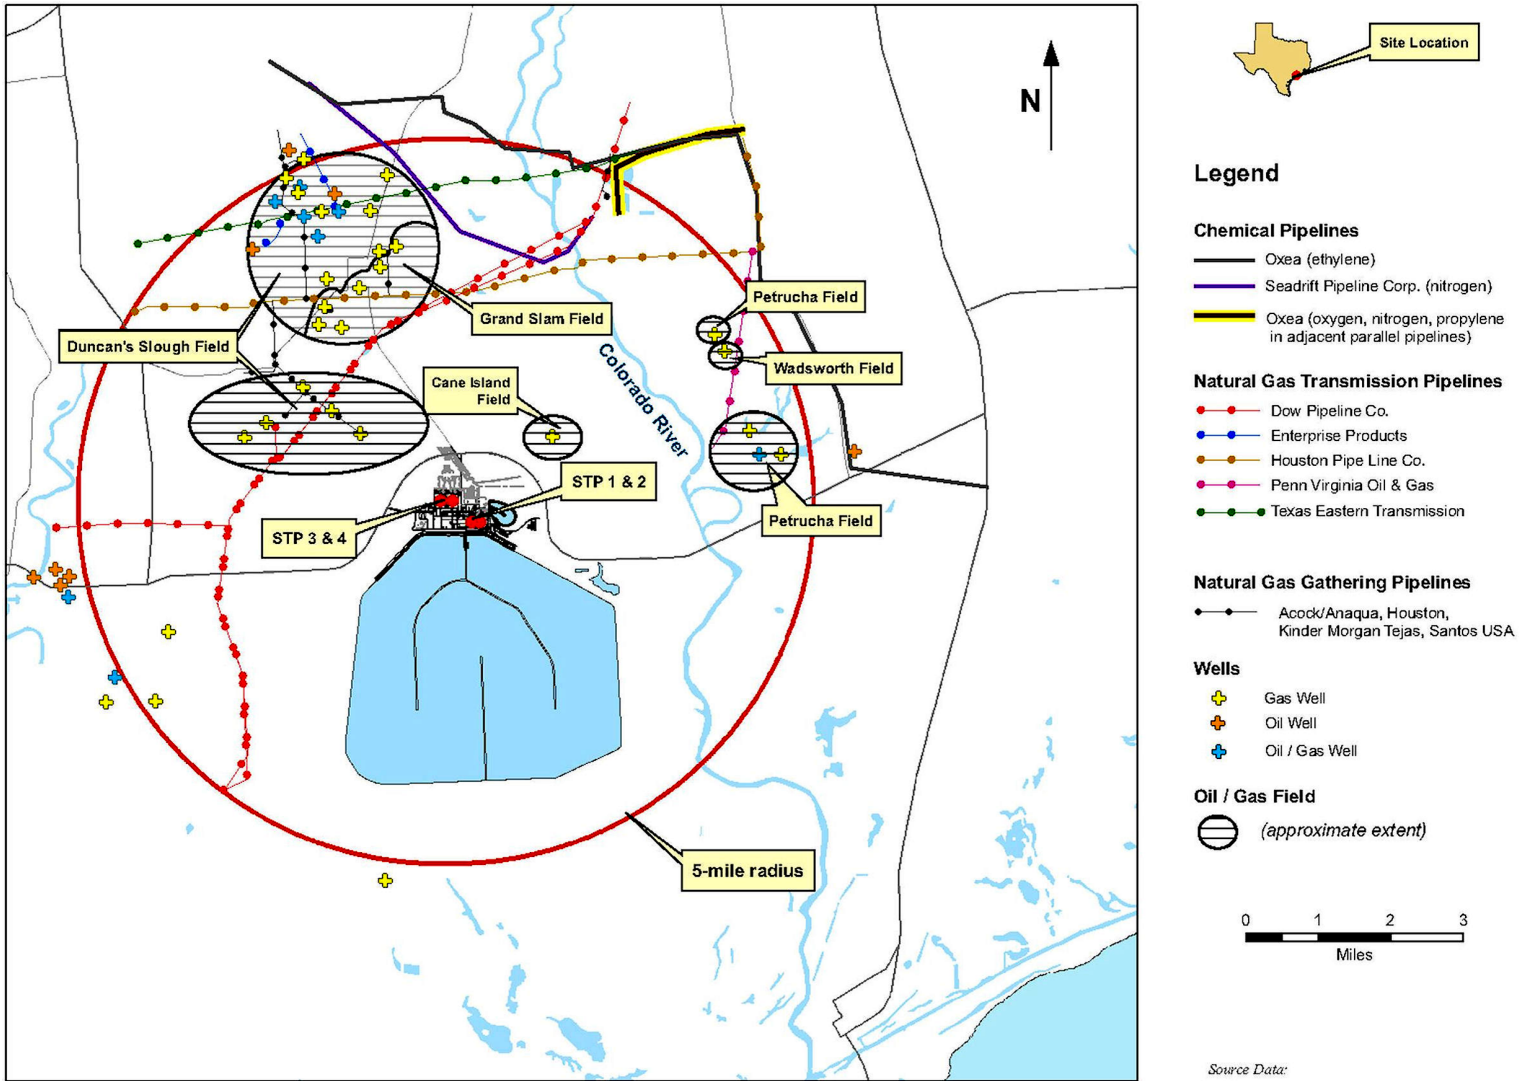 Site Location
N
Legend
Chemical Pipelines
Oxea (ethylene)
Seadrift Pipeline Corp. (nitrogen)
Oxea (oxygen, nitrogen, propylene
in adjacent parallel pipelines)
Natural Gas Transmission Pipelines
Dow Pipeline Co.
Enterprise Products
Houston Pipe Line Co.
Penn Virginia Oil & Gas
Texas Eastern Transmission
Natural Gas Gathering Pipelines
Acock/Anaqua, Houston,
Kinder Morgan Tejas, Santos USA
Wells
Gas Well
Oil Well
Oil / Gas Well
Oil / Gas Field
(approximate extent)
0 1 2 3
Miles
Source Data:
Petrucha Field
Grand Slam Field
Duncan's Slough Field
Wadsworth Field
Cane Island
Field
Colorado River
STP 1 & 2
STP 3 & 4
Petrucha Field
5-mile radius